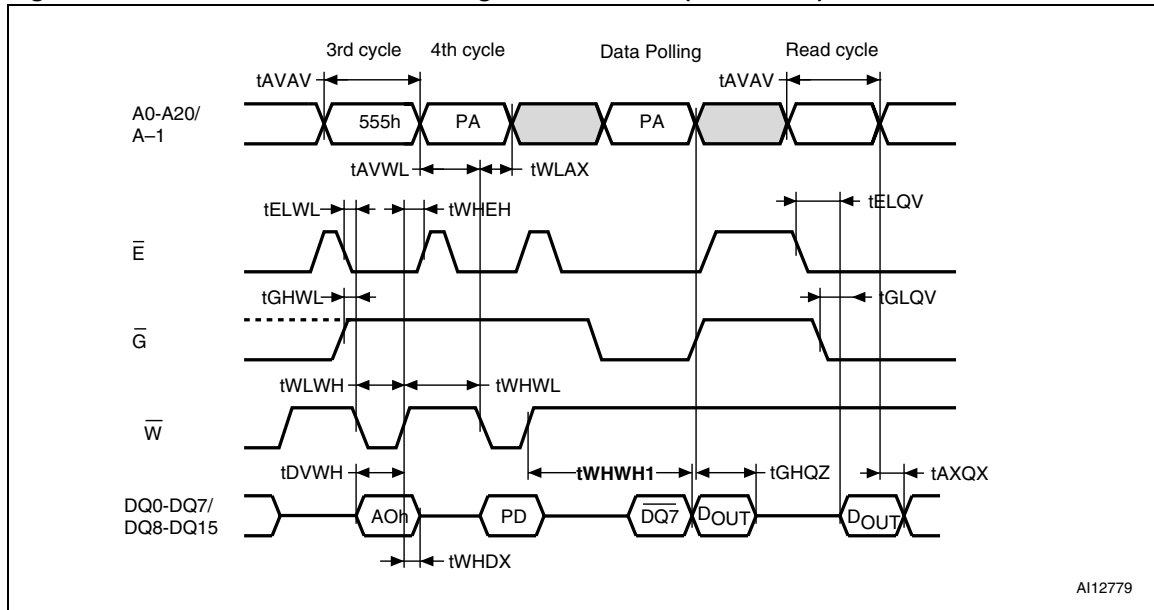 3rd cycle 4th cycle Data Polling Read cycle
tAVAV tAVAV
A0-A20/
A–1
555h PA PA
tAVWL tWLAX
tELWL tWHEH tELQV
E
tGHWL tGLQV
G
tWLWH tWHWL
W
tDVWH tWHWH1 tGHQZ tAXQX
DQ0-DQ7/
DQ8-DQ15
AOh PD DQ7 DOUT DOUT
tWHDX
AI12779